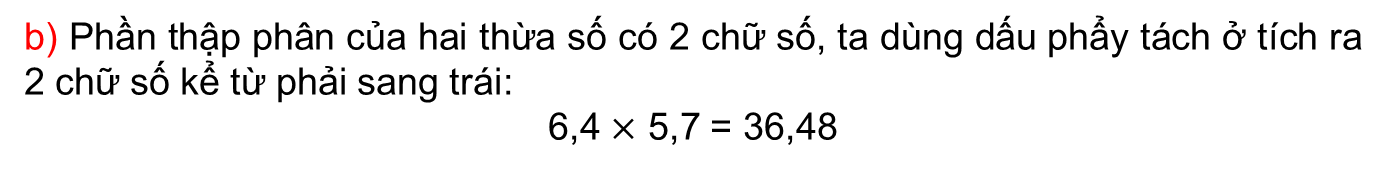 b) Phần thập phân của hai thừa số có 2 chữ số, ta dùng dấu phẩy tách ở tích ra
2 chữ số kể từ phải sang trái:
6,4 × 5,7 = 36,48